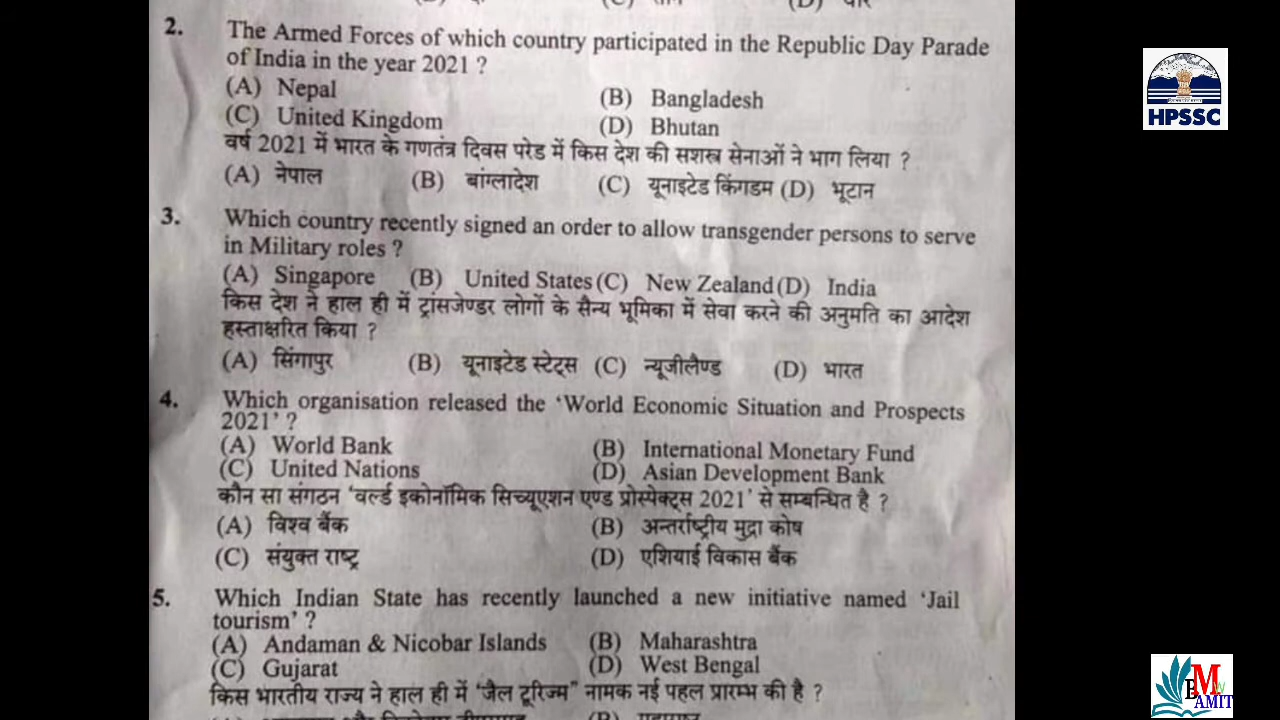 2. The Armed Forces of which country participated in the Republic Day Parade
of India in the year 2021 ?
(A) Nepal (B) Bangladesh
(C) United Kingdom (D) Bhutan
वर्ष 2021 में भारत के गणतंत्र दिवस परेड में किस देश की सशस्त्र सेनाओं ने भाग लिया ?
(A) नेपाल (B) बांग्लादेश (C) यूनाइटेड किंगडम (D) भूटान
3. Which country recently signed an order to allow transgender persons to serve
in Military roles ?
(A) Singapore (B) United States (C) New Zealand (D) India
किस देश ने हाल ही में ट्रांसजेण्डर लोगों के सैन्य भूमिका में सेवा करने की अनुमति का आदेश
हस्ताक्षरित किया ?
(A) सिंगापुर (B) यूनाइटेड स्टेट्स (C) न्यूजीलैण्ड (D) भारत
4. Which organisation released the ‘World Economic Situation and Prospects
2021’ ?
(A) World Bank (B) International Monetary Fund
(C) United Nations (D) Asian Development Bank
कौन सा संगठन ‘वर्ल्ड इकोनॉमिक सिच्यूएशन एण्ड प्रोस्पेक्ट्स 2021’ से सम्बन्धित है ?
(A) विश्व बैंक (B) अन्तर्राष्ट्रीय मुद्रा कोष
(C) संयुक्त राष्ट्र (D) एशियाई विकास बैंक
5. Which Indian State has recently launched a new initiative named ‘Jail
tourism’ ?
(A) Andaman & Nicobar Islands (B) Maharashtra
(C) Gujarat (D) West Bengal
किस भारतीय राज्य ने हाल ही में “जैल टूरिज्म” नामक नई पहल प्रारम्भ की है ?
HPSSC
AMIT